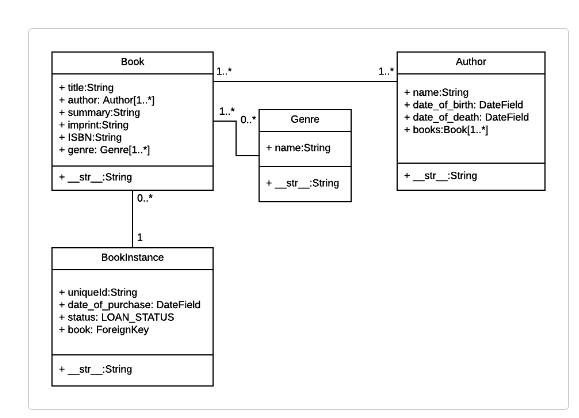 Book
+ title:String
+ author: Author[1..*]
+ summary:String
+ imprint:String
+ ISBN:String
+ genre: Genre[1..*]
+ __str__:String
1..*
1..*
Author
+ name:String
+ date_of_birth: DateField
+ date_of_death: DateField
+ books:Book[1..*]
+ __str__:String
1..*
0..*
Genre
+ name:String
+ __str__:String
0..*
1
BookInstance
+ uniqueId:String
+ date_of_purchase: DateField
+ status: LOAN_STATUS
+ book: ForeignKey
+ __str__:String